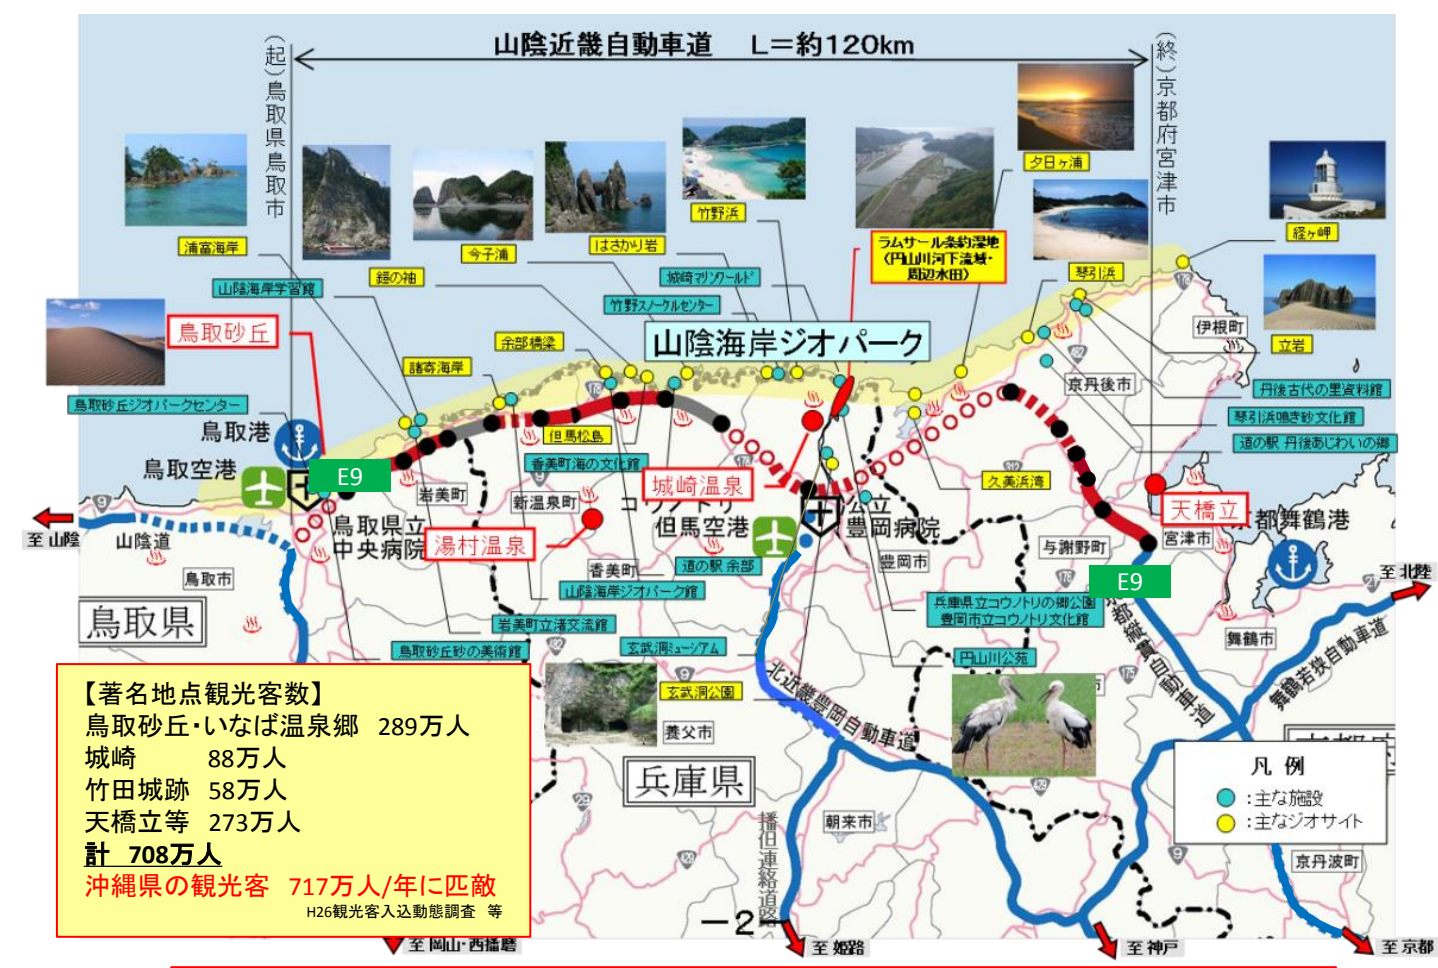 山陰近畿自動車道 L=約120km
(起)鳥取県鳥取市
(終)京都府宮津市
夕日ヶ浦
浦富海岸
鎧の袖
今子浦
はさかり岩
竹野浜
ラムサール条約湿地
(円山川下流域・
周辺水田)
琴引浜
経ヶ岬
立岩
山陰海岸学習館
城崎マリンワールド
竹野スノーケルセンター
鳥取砂丘
余部橋梁
諸寄海岸
山陰海岸ジオパーク
伊根町
178
482
京丹後市
丹後古代の里資料館
琴引浜鳴き砂文化館
道の駅 丹後あじわいの郷
鳥取砂丘ジオパークセンター
鳥取港
鳥取空港
E9
但馬松島
香美町海の文化館
岩美町
新温泉町
城崎温泉
久美浜湾
312
天橋立
京都舞鶴港
至 山陰
9
山陰道
鳥取県立
中央病院
湯村温泉
コウノトリ
但馬空港
公立
豊岡病院
与謝野町
宮津市
鳥取市
香美町
道の駅 余部
豊岡市
E9
176
至 北陸
27
鳥取県
山陰海岸ジオパーク館
兵庫県立コウノトリの郷公園
豊岡市立コウノトリ文化館
岩美町立渚交流館
玄武洞ミュージアム
円山川公苑
鳥取砂丘砂の美術館
京都縦貫自動車道
舞鶴市
舞鶴若狭自動車道
玄武洞公園
北近畿豊岡自動車道
養父市
175
兵庫県
朝来市
播但連絡道路
29
429
429
9
京丹波町
【著名地点観光客数】
鳥取砂丘・いなば温泉郷 289万人
城崎 88万人
竹田城跡 58万人
天橋立等 273万人
計 708万人
沖縄県の観光客 717万人/年に匹敵
H26観光客入込動態調査 等
凡 例
:主な施設
:主なジオサイト
-2-
至 岡山・西播磨
至 姫路
至 神戸
至 京都